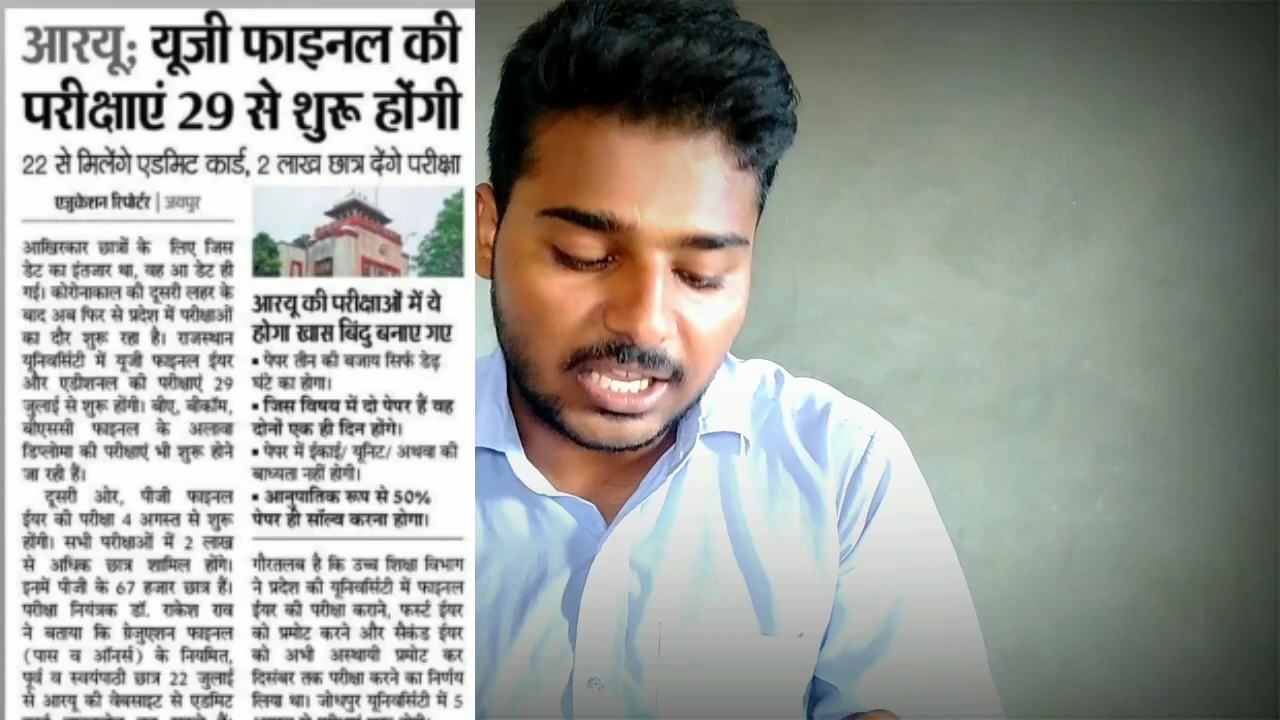 आरयू; यूजी फाइनल की
परीक्षाएं 29 से शुरू होंगी
22 से मिलेंगे एडमिट कार्ड, 2 लाख छात्र देंगे परीक्षा
एजुकेशन रिपोर्टर | जयपुर
आखिरकार छात्रों के लिए जिस
डेट का इंतजार था, वह आ डेट ही
गई। कोरोनाकाल की दूसरी लहर के
बाद अब फिर से प्रदेश में परीक्षाओं
का दौर शुरू रहा है। राजस्थान
यूनिवर्सिटी में यूजी फाइनल ईयर
और एडीशनल की परीक्षाएं 29
जुलाई से शुरू होंगी। बीए, बीकॉम,
बीएससी फाइनल के अलावा
डिप्लोमा की परीक्षाएं भी शुरू होने
जा रही हैं।
दूसरी ओर, पीजी फाइनल
ईयर की परीक्षा 4 अगस्त से शुरू
होंगी। सभी परीक्षाओं में 2 लाख
से अधिक छात्र शामिल होंगे।
इनमें पीजी के 67 हजार छात्र हैं।
परीक्षा नियंत्रक डॉ. राकेश राव
ने बताया कि ग्रेजुएशन फाइनल
(पास व ऑनर्स) के नियमित,
पूर्व व स्वयंपाठी छात्र 22 जुलाई
से आरयू की वेबसाइट से एडमिट
आरयू की परीक्षाओं में ये
होगा खास बिंदु बनाए गए
▪ पेपर तीन की बजाय सिर्फ डेढ़
घंटे का होगा।
▪ जिस विषय में दो पेपर हैं वह
दोनों एक ही दिन होंगे।
▪ पेपर में ईकाई/ यूनिट/ अथवा की
बाध्यता नहीं होगी।
▪ आनुपातिक रूप से 50%
पेपर ही सॉल्व करना होगा।
गौरतलब है कि उच्च शिक्षा विभाग
ने प्रदेश की यूनिवर्सिटी में फाइनल
ईयर की परीक्षा कराने, फर्स्ट ईयर
को प्रमोट करने और सैकंड ईयर
को अभी अस्थायी प्रमोट कर
दिसंबर तक परीक्षा करने का निर्णय
लिया था। जोधपुर यूनिवर्सिटी में 5